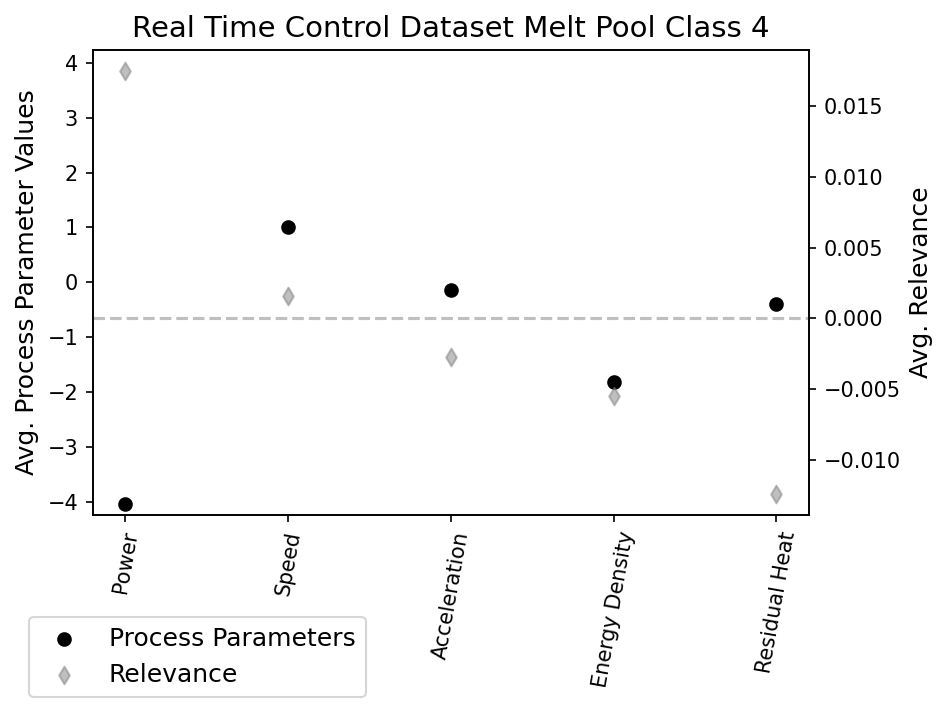 Real Time Control Dataset Melt Pool Class 4
Avg. Process Parameter Values
4
3
2
1
0
−1
−2
−3
−4
0.015
0.010
0.005
0.000
−0.005
−0.010
Avg. Relevance
Power
Speed
Acceleration
Energy Density
Residual Heat
Process Parameters
Relevance